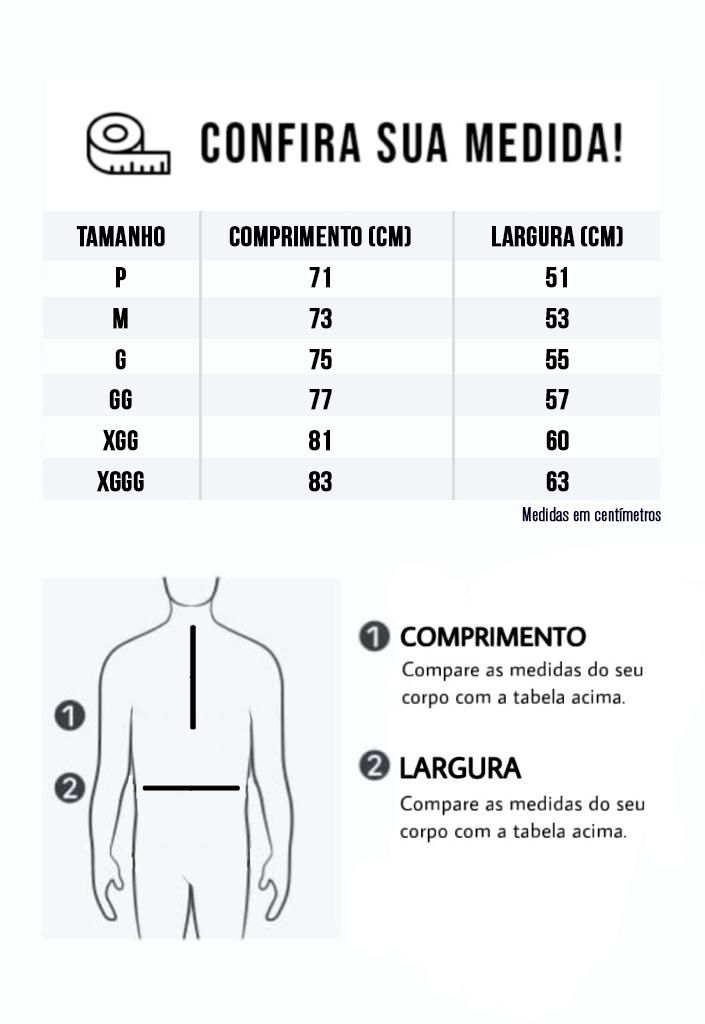 CONFIRA SUA MEDIDA!
TAMANHO COMPRIMENTO (CM) LARGURA (CM)
P 71 51
M 73 53
G 75 55
GG 77 57
XGG 81 60
XGGG 83 63
Medidas em centímetros
1 COMPRIMENTO
Compare as medidas do seu
corpo com a tabela acima.
1
2 LARGURA
2
Compare as medidas do seu
corpo com a tabela acima.